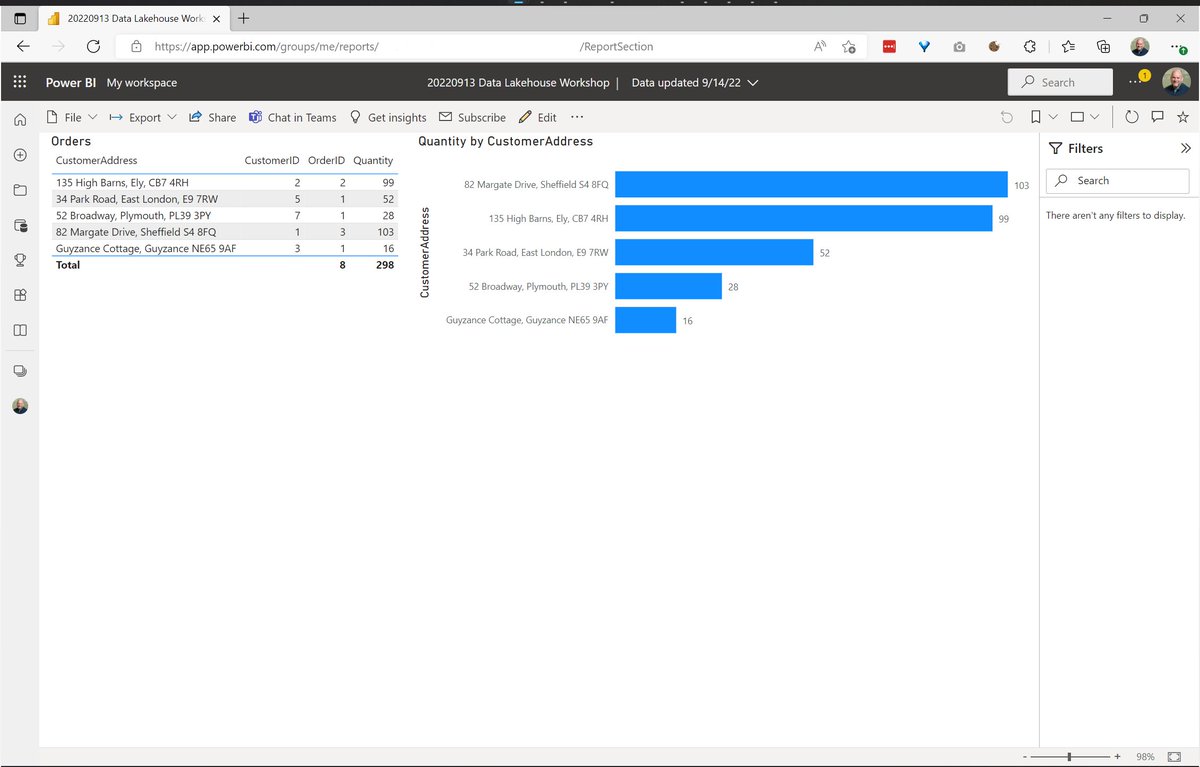 20220913 Data Lakehouse Work
https://app.powerbi.com/groups/me/reports/ /ReportSection
Power BI My workspace 20220913 Data Lakehouse Workshop | Data updated 9/14/22 Search 1
File Export Share Chat in Teams Get insights Subscribe Edit
Orders
CustomerAddress CustomerID OrderID Quantity
135 High Barns, Ely, CB7 4RH 2 2 99
34 Park Road, East London, E9 7RW 5 1 52
52 Broadway, Plymouth, PL39 3PY 7 1 28
82 Margate Drive, Sheffield S4 8FQ 1 3 103
Guyzance Cottage, Guyzance NE65 9AF 3 1 16
Total 8 298
Quantity by CustomerAddress
CustomerAddress
82 Margate Drive, Sheffield S4 8FQ 103
135 High Barns, Ely, CB7 4RH 99
34 Park Road, East London, E9 7RW 52
52 Broadway, Plymouth, PL39 3PY 28
Guyzance Cottage, Guyzance NE65 9AF 16
Filters
Search
There aren't any filters to display.
- + 98%